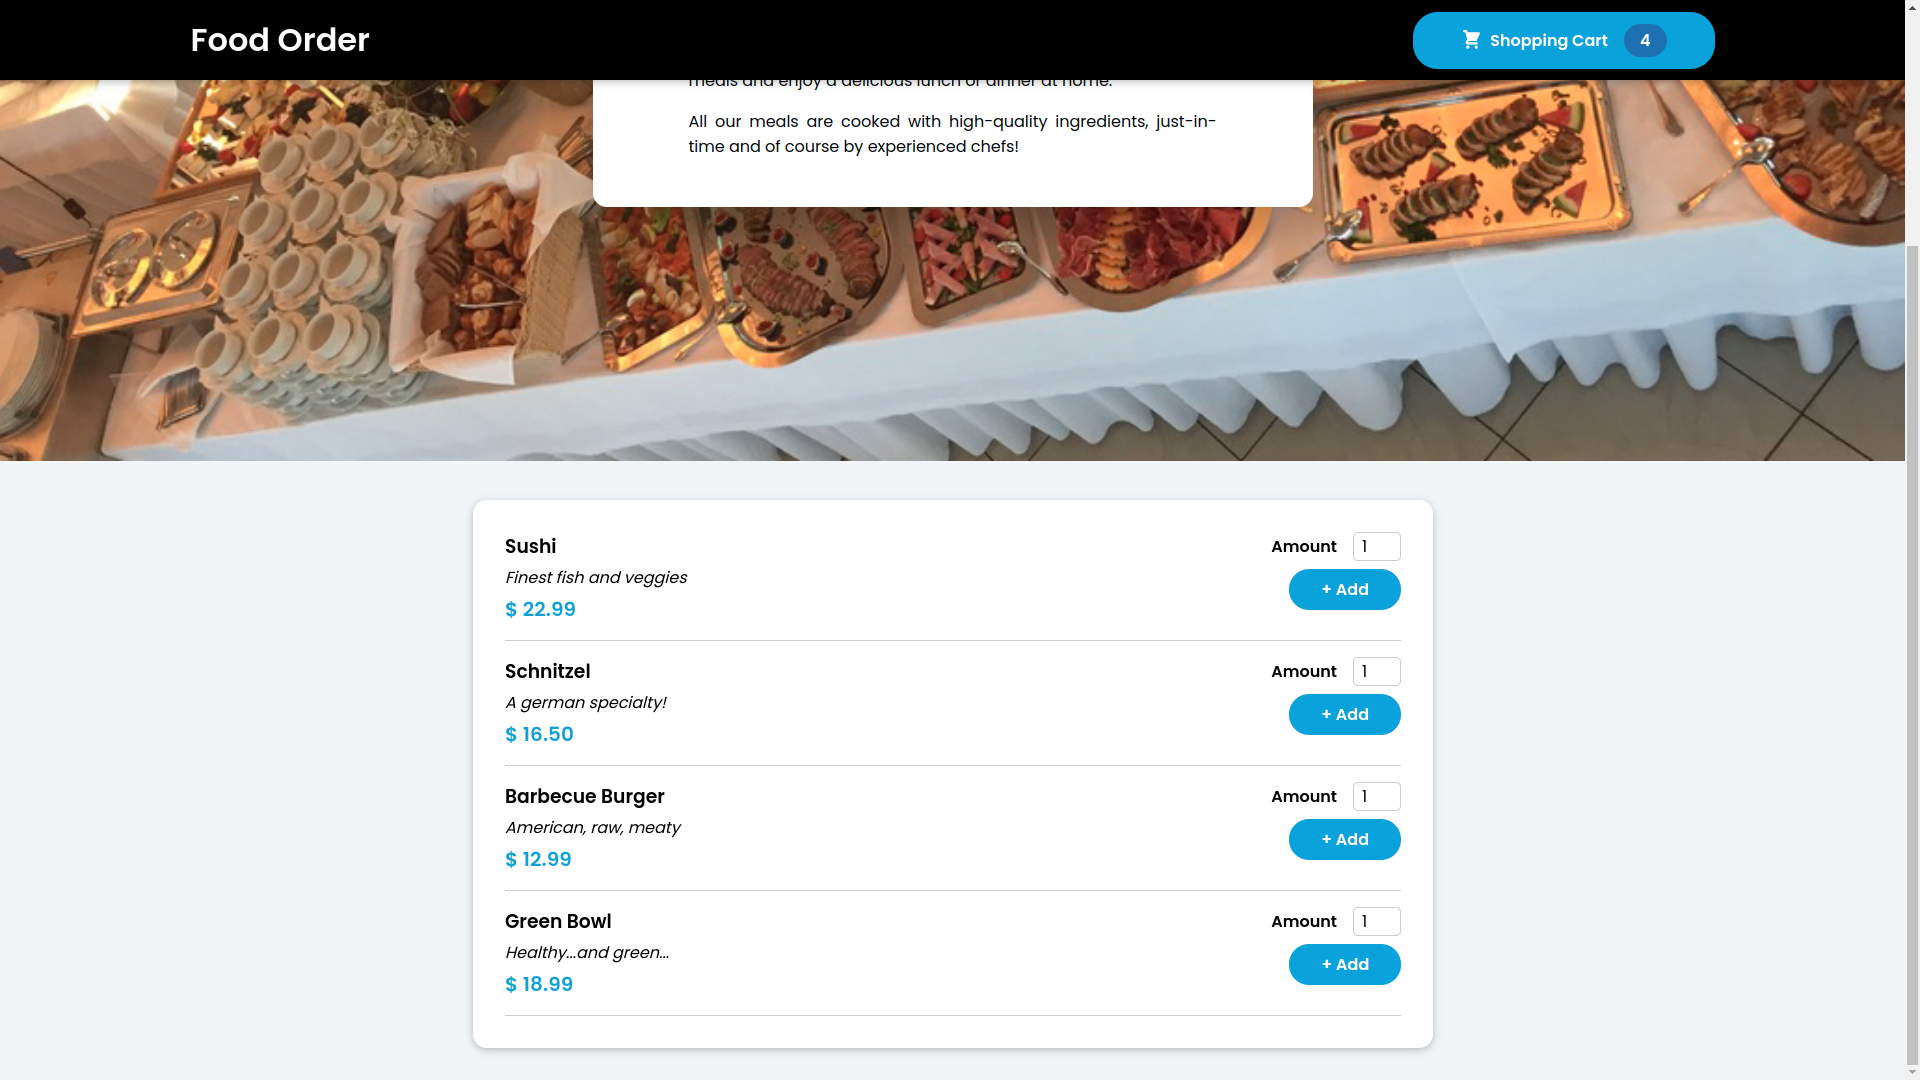 Food Order
Shopping Cart 4
meals and enjoy a delicious lunch or dinner at home.
All our meals are cooked with high-quality ingredients, just-in-
time and of course by experienced chefs!
Sushi
Amount 1
Finest fish and veggies
+ Add
$ 22.99
Schnitzel
Amount 1
A german specialty!
+ Add
$ 16.50
Barbecue Burger
Amount 1
American, raw, meaty
+ Add
$ 12.99
Green Bowl
Amount 1
Healthy...and green...
+ Add
$ 18.99